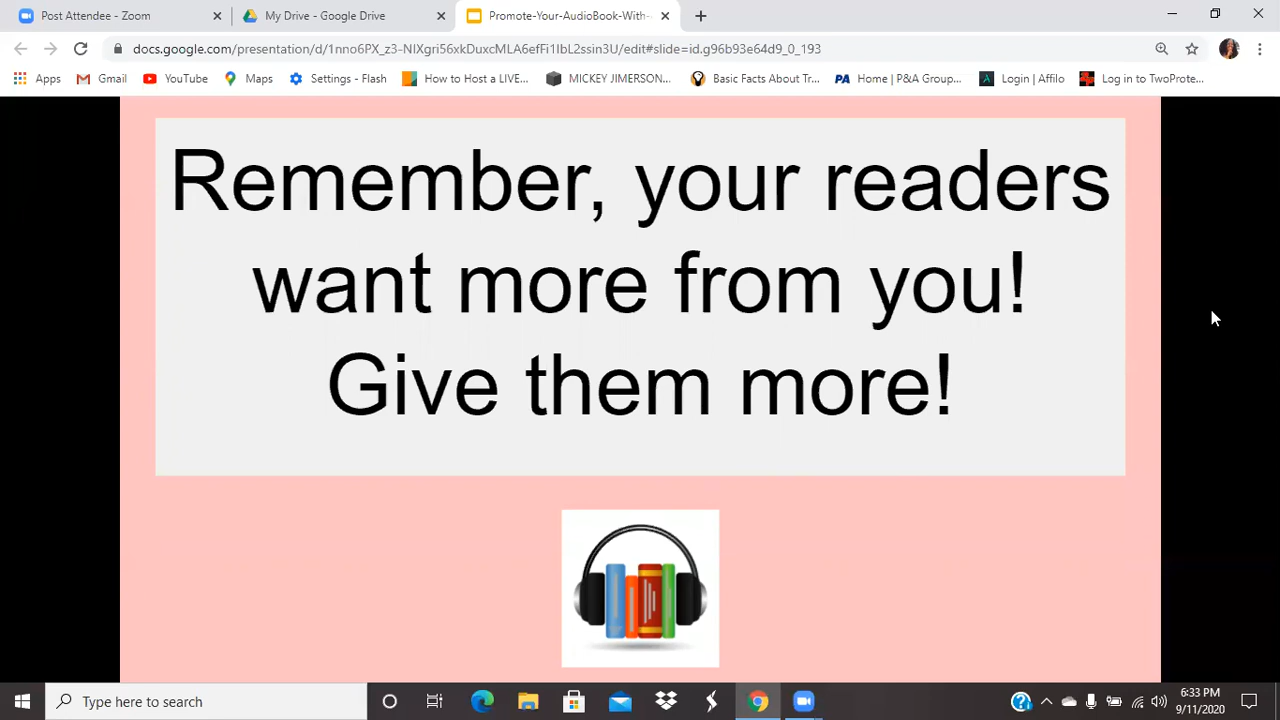 Post Attendee - Zoom
My Drive - Google Drive
Promote-Your-AudioBook-With-
docs.google.com/presentation/d/1nno6PX_z3-NIXgri56xkDuxcMLA6efFi1IbL2ssin3U/edit#slide=id.g96b93e64d9_0_193
Apps
Gmail
YouTube
Maps
Settings - Flash
How to Host a LIVE...
MICKEY JIMERSON...
Basic Facts About Tr...
PA Home | P&A Group...
Login | Affilo
Log in to TwoProte...
Remember, your readers
want more from you!
Give them more!
Type here to search
6:33 PM
9/11/2020